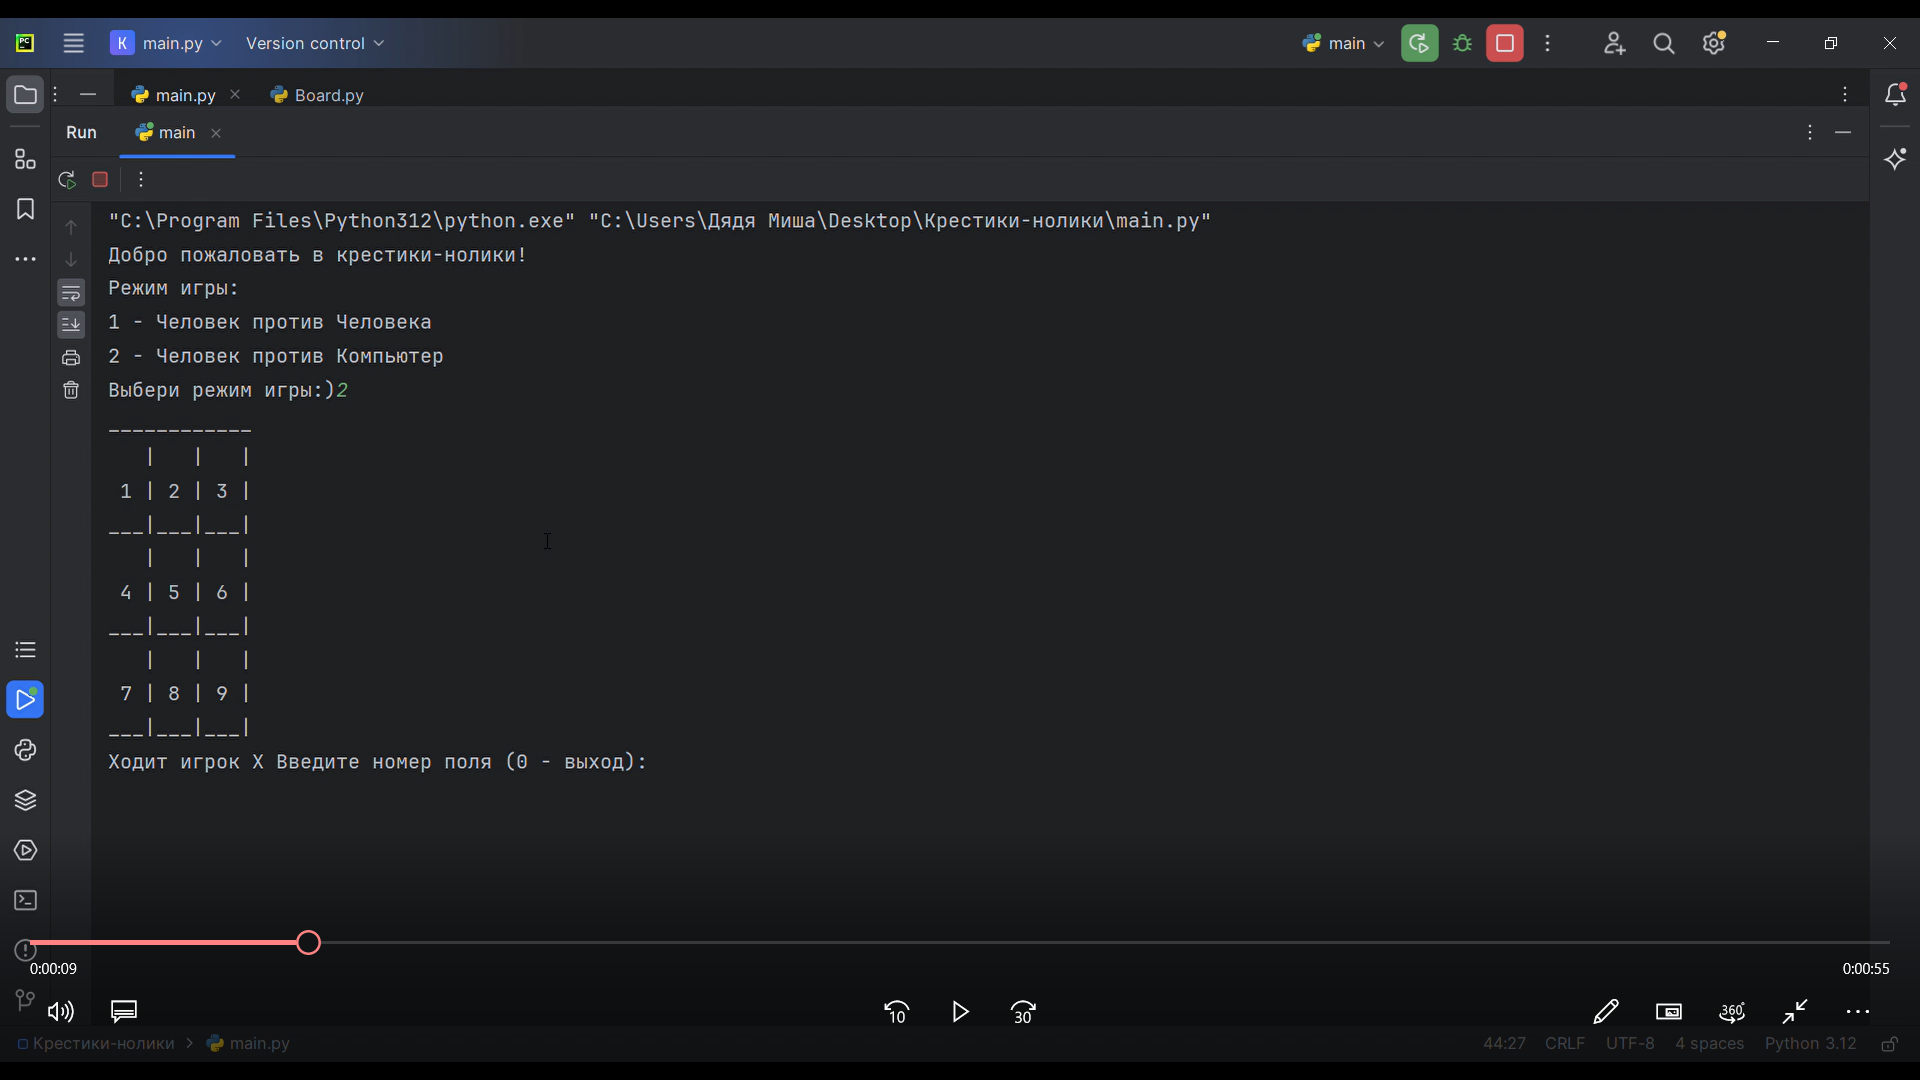 PC
K main.py Version control main
main.py Board.py
Run main
"C:\Program Files\Python312\python.exe" "C:\Users\Дядя Миша\Desktop\Крестики-нолики\main.py"
Добро пожаловать в крестики-нолики!
Режим игры:
1 - Человек против Человека
2 - Человек против Компьютер
Выбери режим игры:)2
____________
   |   |   |
 1 | 2 | 3 |
___|___|___|
   |   |   |
 4 | 5 | 6 |
___|___|___|
   |   |   |
 7 | 8 | 9 |
___|___|___|
Ходит игрок X Введите номер поля (0 - выход):
0:00:09 0:00:55
10 30 360°
Крестики-нолики > main.py 44:27 CRLF UTF-8 4 spaces Python 3.12